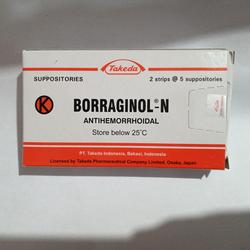 Takeda
SUPPOSITORIES
2 strips @ 5 suppositories
K
BORRAGINOL-N
ANTIHEMORRHOIDAL
Store below 25°C
PT. Takeda Indonesia, Bekasi, Indonesia
Licensed by Takeda Pharmaceutical Company Limited, Osaka, Japan